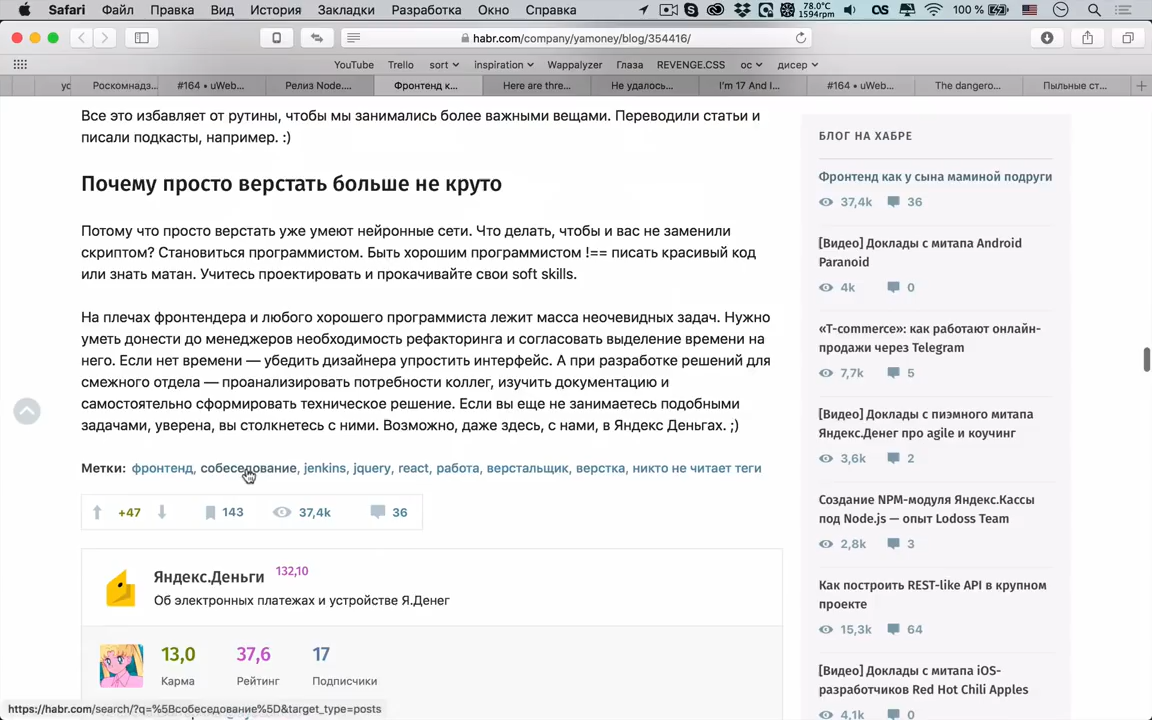 Safari Файл Правка Вид История Закладки Разработка Окно Справка
78.0°C
1594rpm
100 %
habr.com/company/yamoney/blog/354416/
YouTube Trello sort inspiration Wappalyzer Глаза REVENGE.CSS ос дисер
ус Роскомнадз... #164 • uWeb... Релиз Node.... Фронтенд к... Here are thre... Не удалось... I'm 17 And I... #164 • uWeb... The dangero... Пыльные ст...
Все это избавляет от рутины, чтобы мы занимались более важными вещами. Переводили статьи и
писали подкасты, например. :)
Почему просто верстать больше не круто
Потому что просто верстать уже умеют нейронные сети. Что делать, чтобы и вас не заменили
скриптом? Становиться программистом. Быть хорошим программистом !== писать красивый код
или знать матан. Учитесь проектировать и прокачивайте свои soft skills.
На плечах фронтендера и любого хорошего программиста лежит масса неочевидных задач. Нужно
уметь донести до менеджеров необходимость рефакторинга и согласовать выделение времени на
него. Если нет времени — убедить дизайнера упростить интерфейс. А при разработке решений для
смежного отдела — проанализировать потребности коллег, изучить документацию и
самостоятельно сформировать техническое решение. Если вы еще не занимаетесь подобными
задачами, уверена, вы столкнетесь с ними. Возможно, даже здесь, с нами, в Яндекс Деньгах. ;)
Метки: фронтенд, собеседование, jenkins, jquery, react, работа, верстальщик, верстка, никто не читает теги
+47 143 37,4k 36
Яндекс.Деньги 132,10
Об электронных платежах и устройстве Я.Денег
13,0 37,6 17
Карма Рейтинг Подписчики
https://habr.com/search/?q=%5Bсобеседование%5D&target_type=posts
БЛОГ НА ХАБРЕ
Фронтенд как у сына маминой подруги
37,4k 36
[Видео] Доклады с митапа Android
Paranoid
4k 0
«T-commerce»: как работают онлайн-
продажи через Telegram
7,7k 5
[Видео] Доклады с пиэмного митапа
Яндекс.Денег про agile и коучинг
3,6k 2
Создание NPM-модуля Яндекс.Кассы
под Node.js — опыт Lodoss Team
2,8k 3
Как построить REST-like API в крупном
проекте
15,3k 64
[Видео] Доклады с митапа iOS-
разработчиков Red Hot Chili Apples
4,1k 0